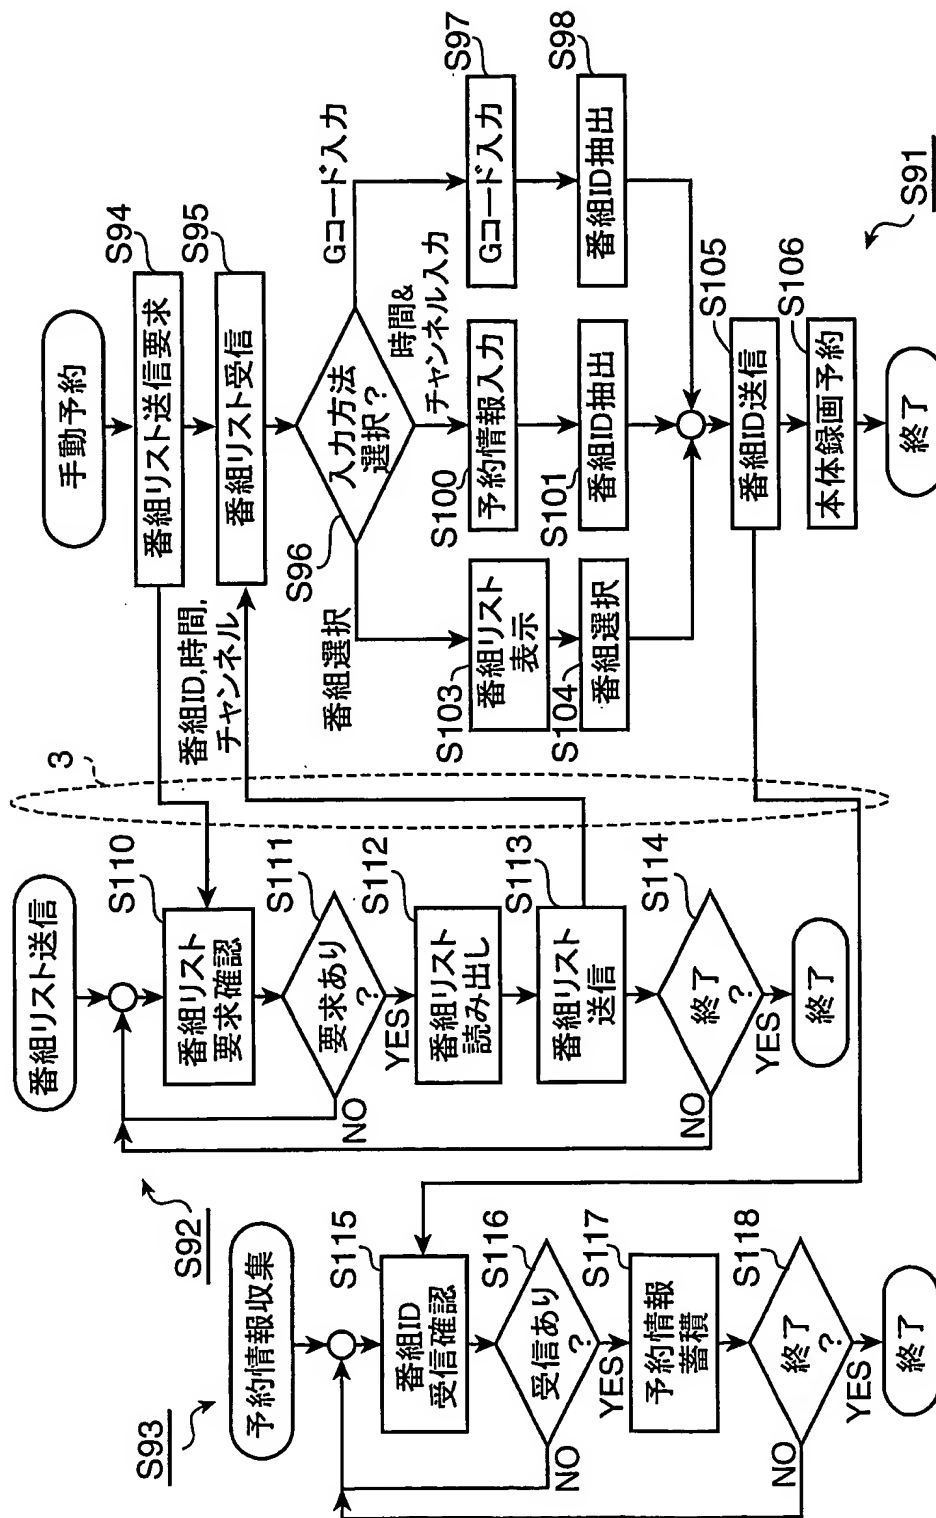 手動予約
番組リスト送信要求
S94
番組リスト受信
S95
番組ID,時間,
チャンネル
入力方法
選択?
S96
Gコード入力
時間&
チャンネル入力
番組選択
Gコード入力
S97
番組ID抽出
S98
S100
予約情報入力
S101
番組ID抽出
S103
番組リスト
表示
S104
番組選択
番組ID送信
S105
本体録画予約
S106
終了
S91
3
番組リスト送信
番組リスト
要求確認
S110
要求あり
?
S111
YES
NO
番組リスト
読み出し
S112
番組リスト
送信
S113
終了
?
S114
YES
NO
終了
S92
S93
予約情報収集
番組ID
受信確認
S115
受信あり
?
S116
YES
NO
予約情報
蓄積
S117
終了
?
S118
YES
NO
終了